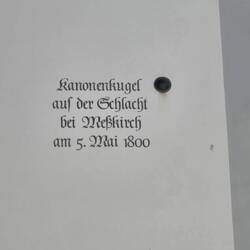 Kanonenkugel
auf der Schlacht
bei Meßkirch
am 5. Mai 1800